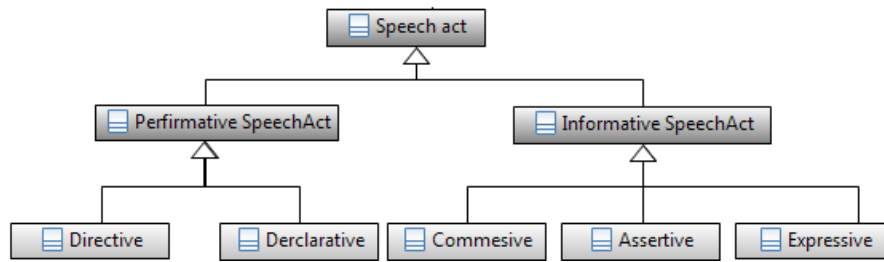 Speech act
Perfirmative SpeechAct
Informative SpeechAct
Directive
Derclarative
Commesive
Assertive
Expressive